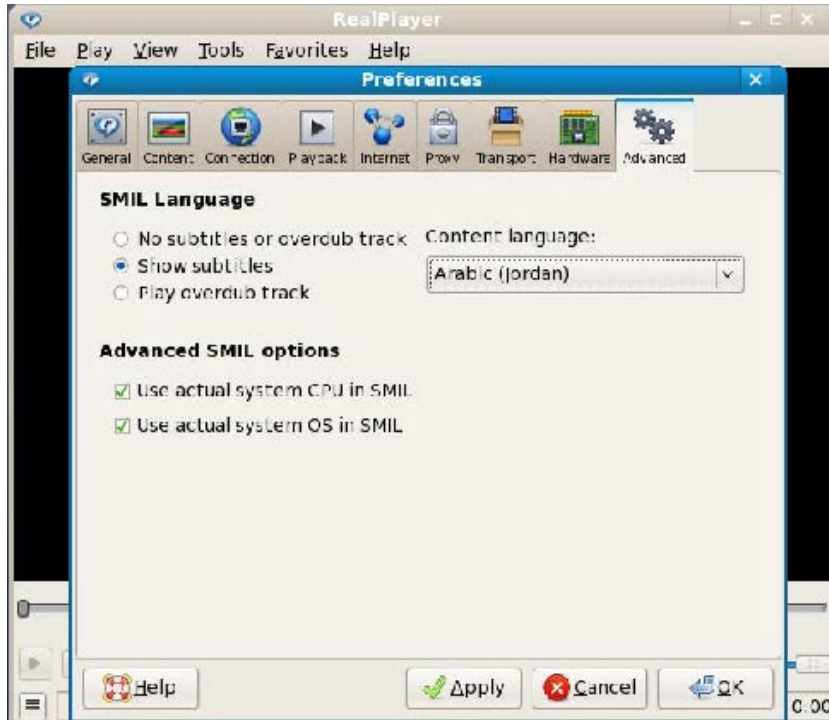 RealPlayer
File Play View Tools Favorites Help
Preferences
General Content Connection Playback Internet Proxy Transport Hardware Advanced
SMIL Language
No subtitles or overdub track
Content language:
Show subtitles
Arabic (Jordan)
Play overdub track
Advanced SMIL options
Use actual system CPU in SMIL
Use actual system OS in SMIL
Help Apply Cancel OK
0.00